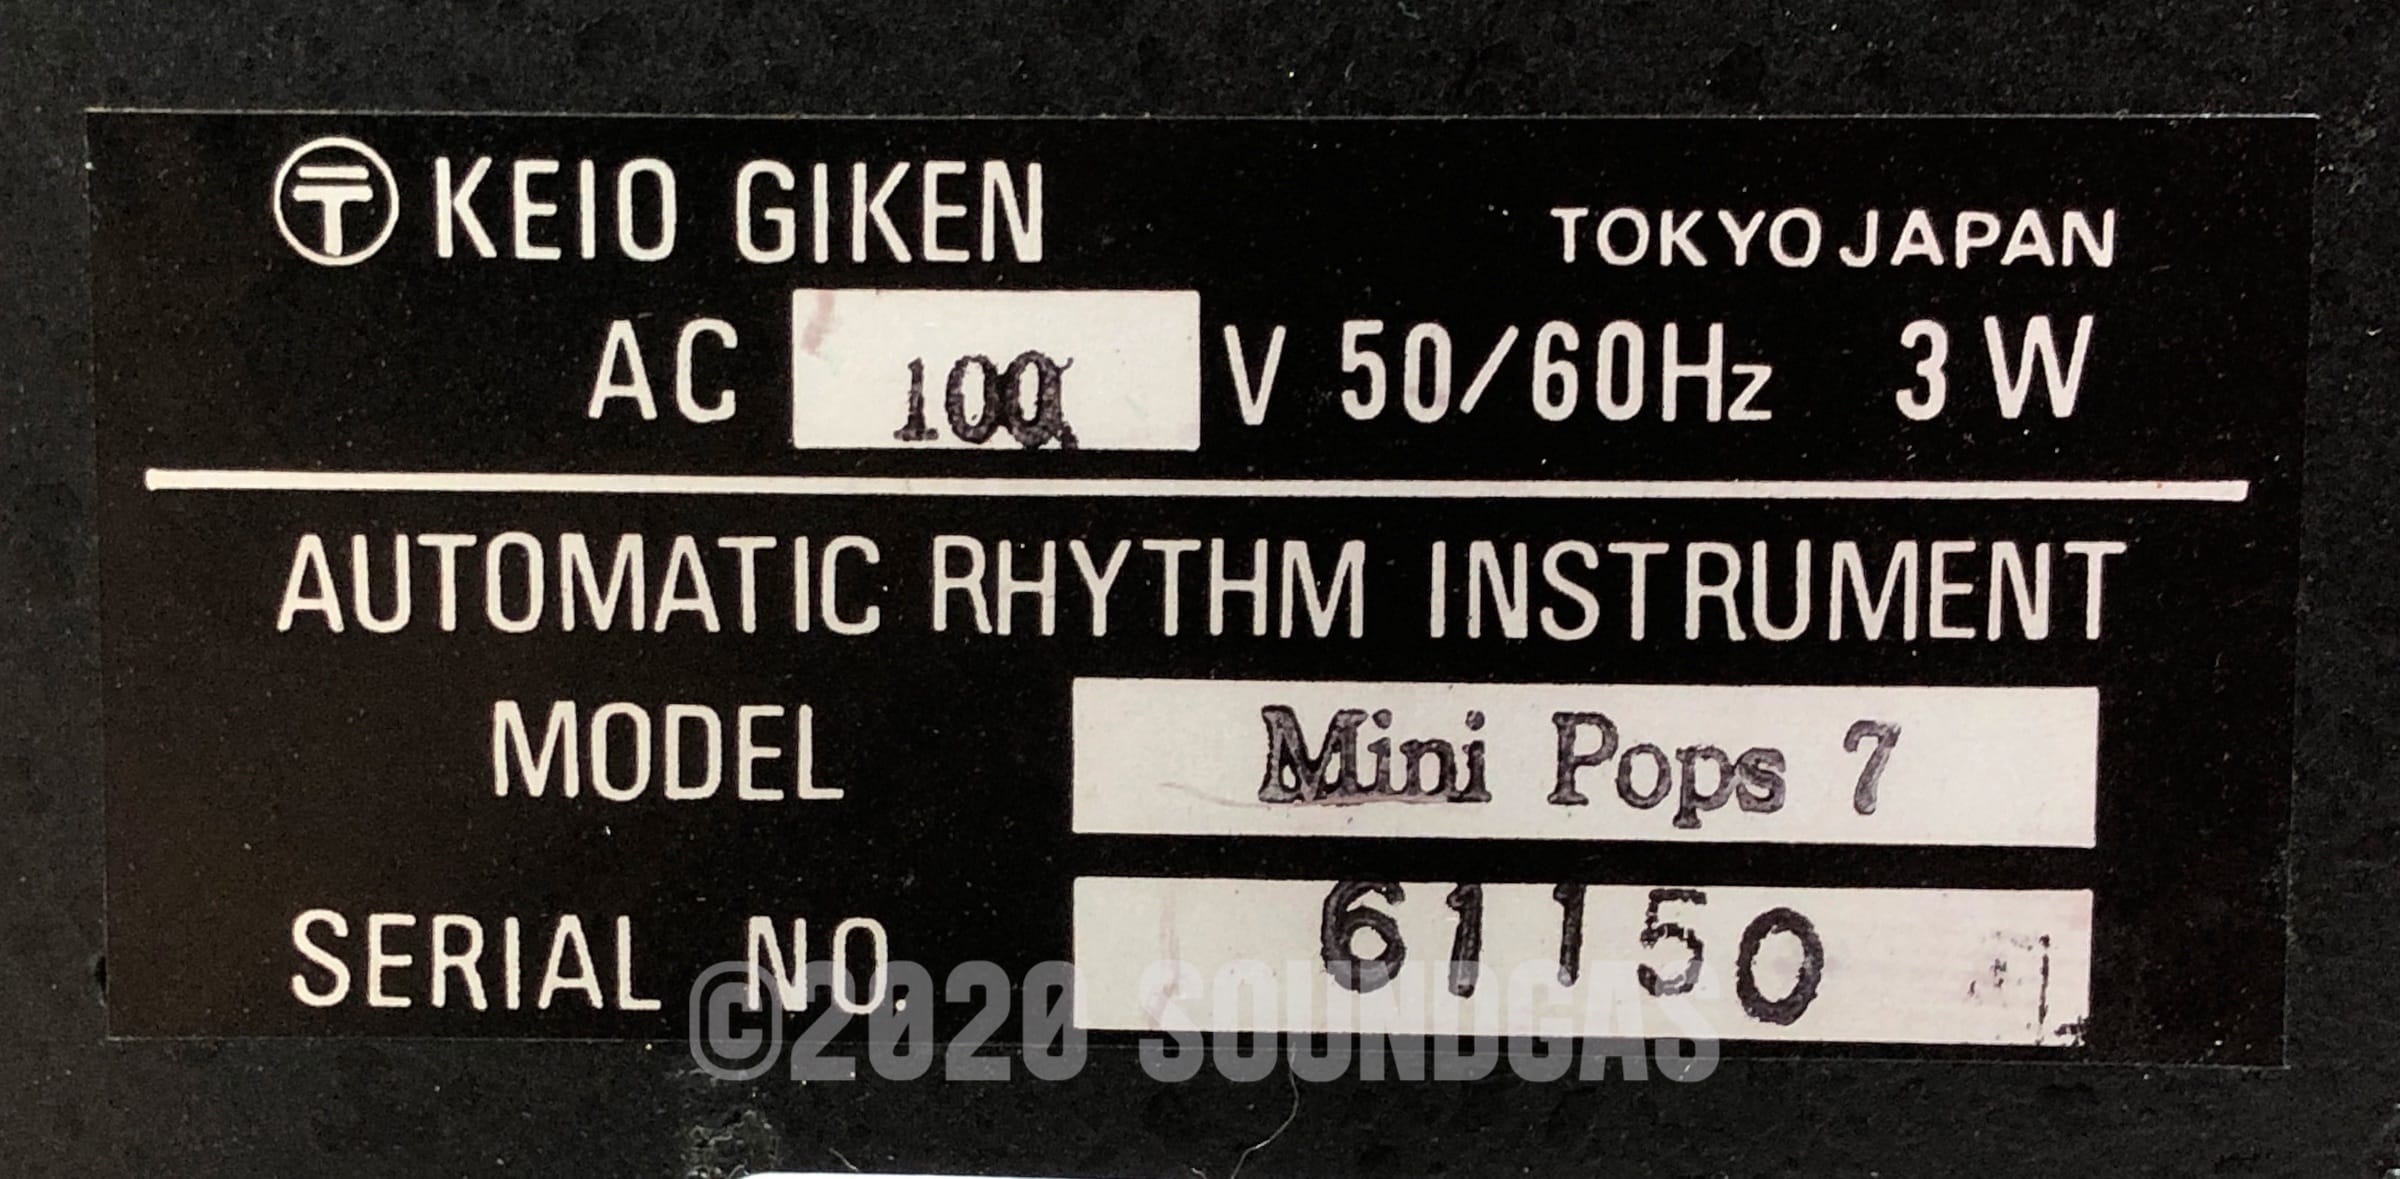 〒 KEIO GIKEN TOKYO JAPAN
AC 100 V 50/60Hz 3 W
AUTOMATIC RHYTHM INSTRUMENT
MODEL Mini Pops 7
SERIAL NO. 61150
©2020 SOUNDGAS